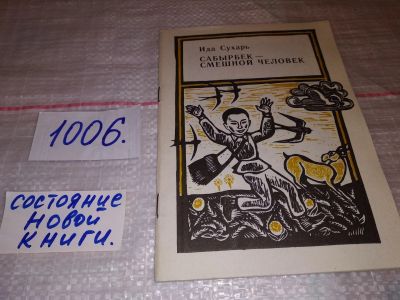 Ида Сухарь
САБЫРБЕК —
СМЕШНОЙ ЧЕЛОВЕК
1006.
СОСТОЯНИЕ
НОВОЙ
КНИГИ.